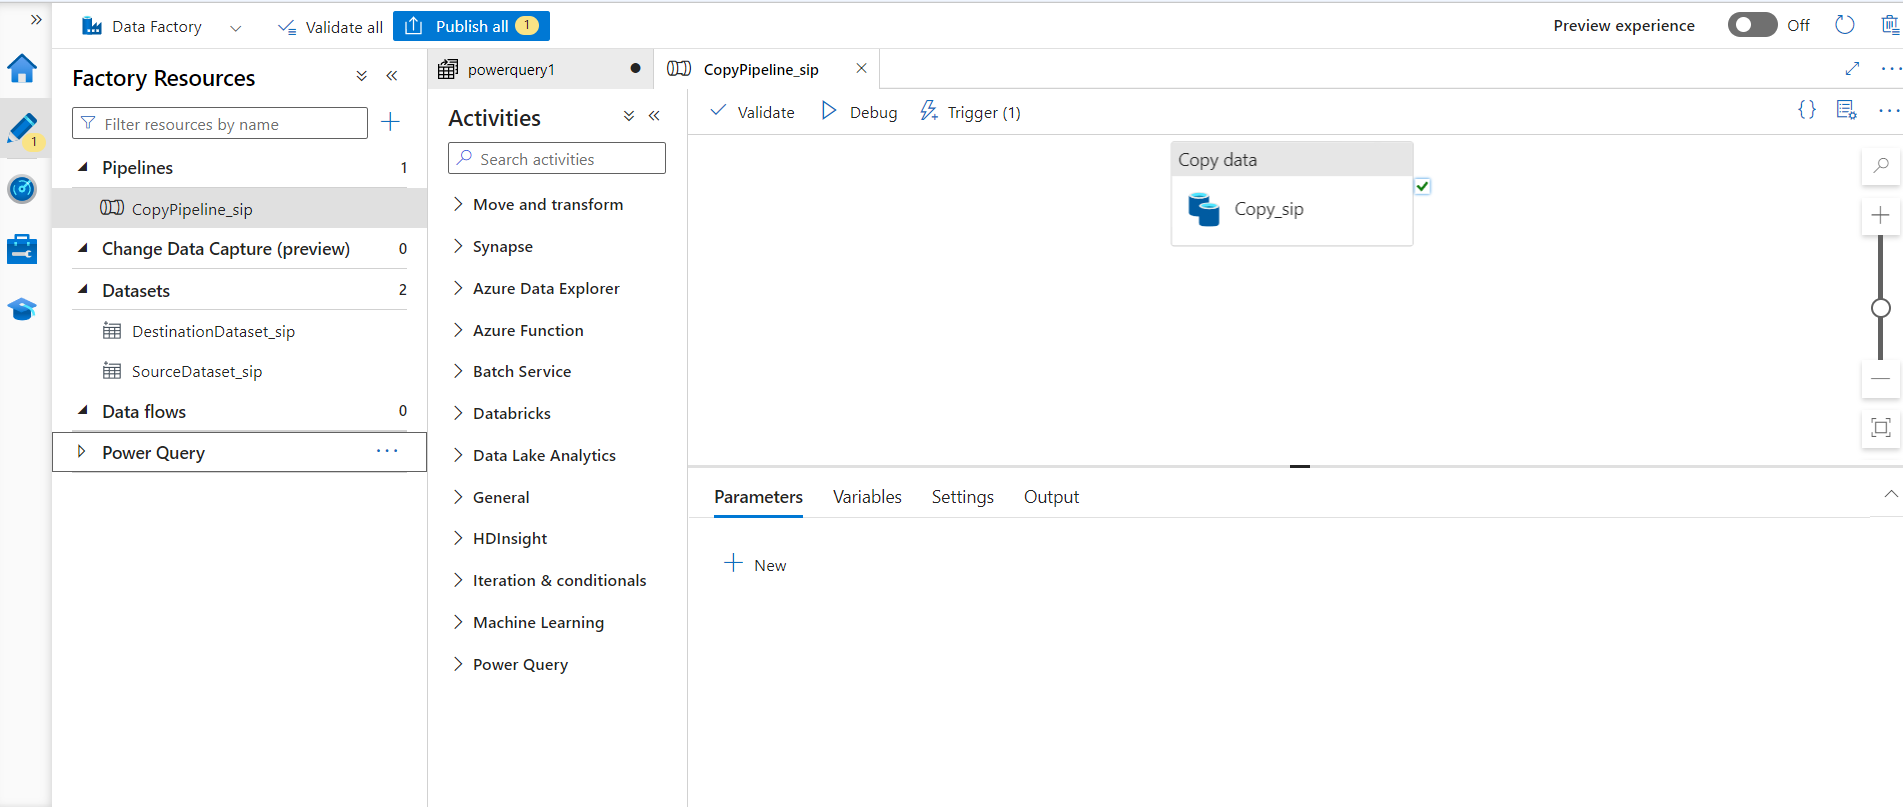 Data Factory
Validate all
Publish all 1
Preview experience
Off
1
Factory Resources
Filter resources by name
Pipelines 1
CopyPipeline_sip
Change Data Capture (preview) 0
Datasets 2
DestinationDataset_sip
SourceDataset_sip
Data flows 0
Power Query
powerquery1
CopyPipeline_sip
Activities
Search activities
Move and transform
Synapse
Azure Data Explorer
Azure Function
Batch Service
Databricks
Data Lake Analytics
General
HDInsight
Iteration & conditionals
Machine Learning
Power Query
Validate
Debug
Trigger (1)
Copy data
Copy_sip
Parameters
Variables
Settings
Output
New